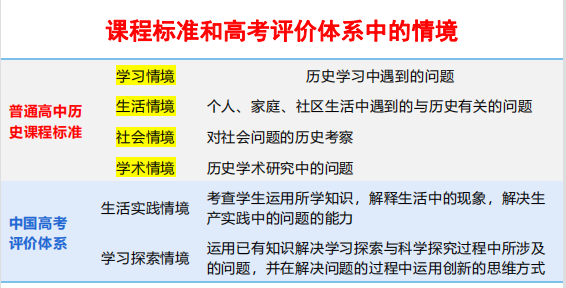 课程标准和高考评价体系中的情境
普通高中历
史课程标准
学习情境
历史学习中遇到的问题
生活情境
个人、家庭、社区生活中遇到的与历史有关的问题
社会情境
对社会问题的历史考察
学术情境
历史学术研究中的问题
中国高考
评价体系
生活实践情境
考查学生运用所学知识，解释生活中的现象，解决生
产实践中的问题的能力
学习探索情境
运用已有知识解决学习探索与科学探究过程中所涉及
的问题，并在解决问题的过程中运用创新的思维方式